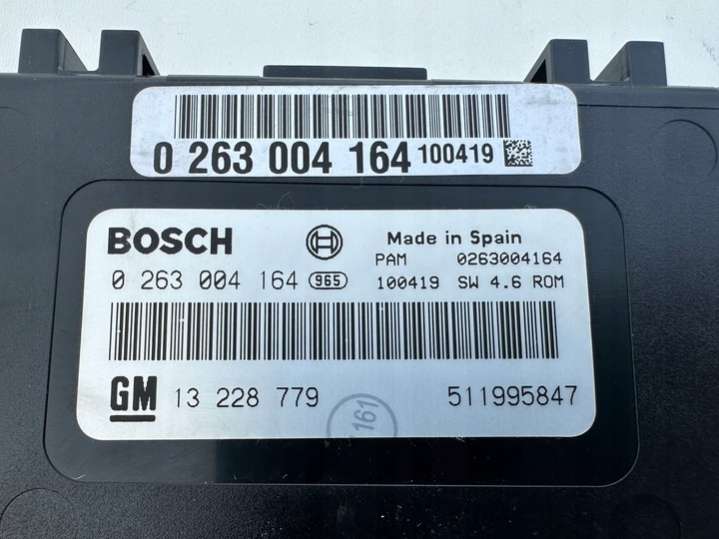 0 263 004 164 100419
BOSCH
Made in Spain
PAM 0263004164
0 263 004 164 965
100419 SW 4.6 ROM
GM 13 228 779
161
511995847